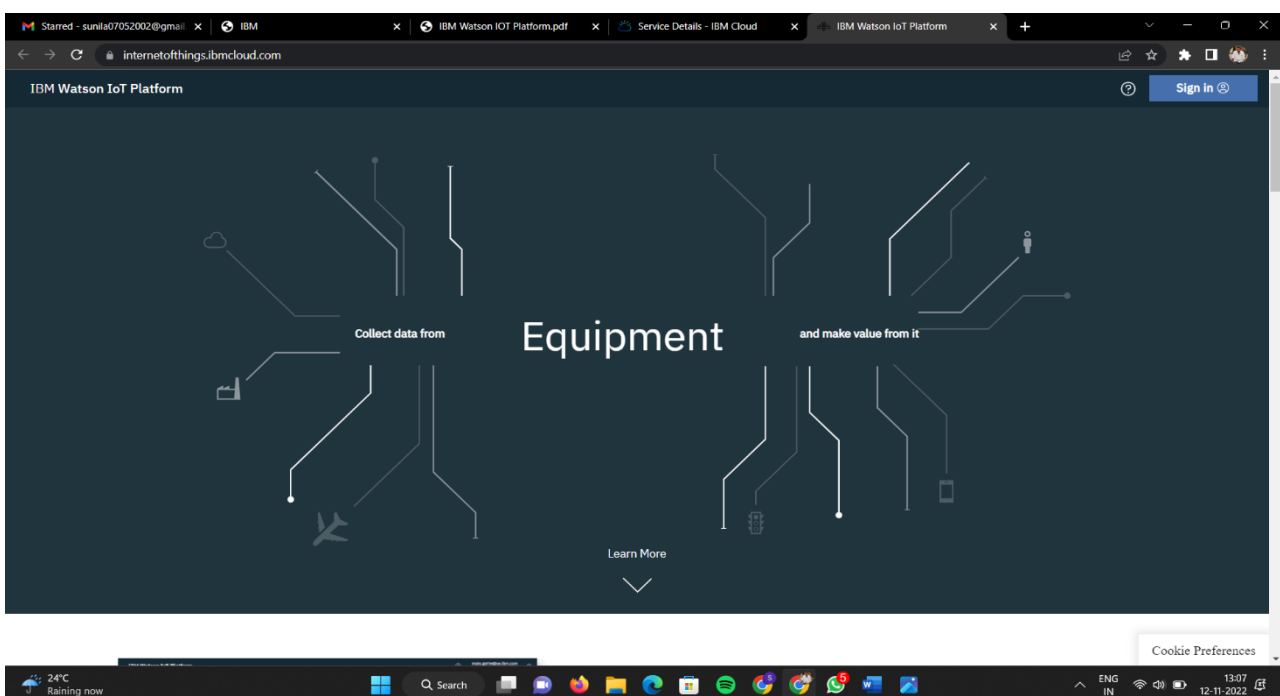 Starred - sunila07052002@gmail
IBM
IBM Watson IOT Platform.pdf
Service Details - IBM Cloud
IBM Watson IoT Platform
internetofthings.ibmcloud.com
IBM Watson IoT Platform
Sign in
Collect data from
Equipment
and make value from it
Learn More
Cookie Preferences
24°C
Raining now
Search
5
5
W
ENG
IN
13:07
12-11-2022